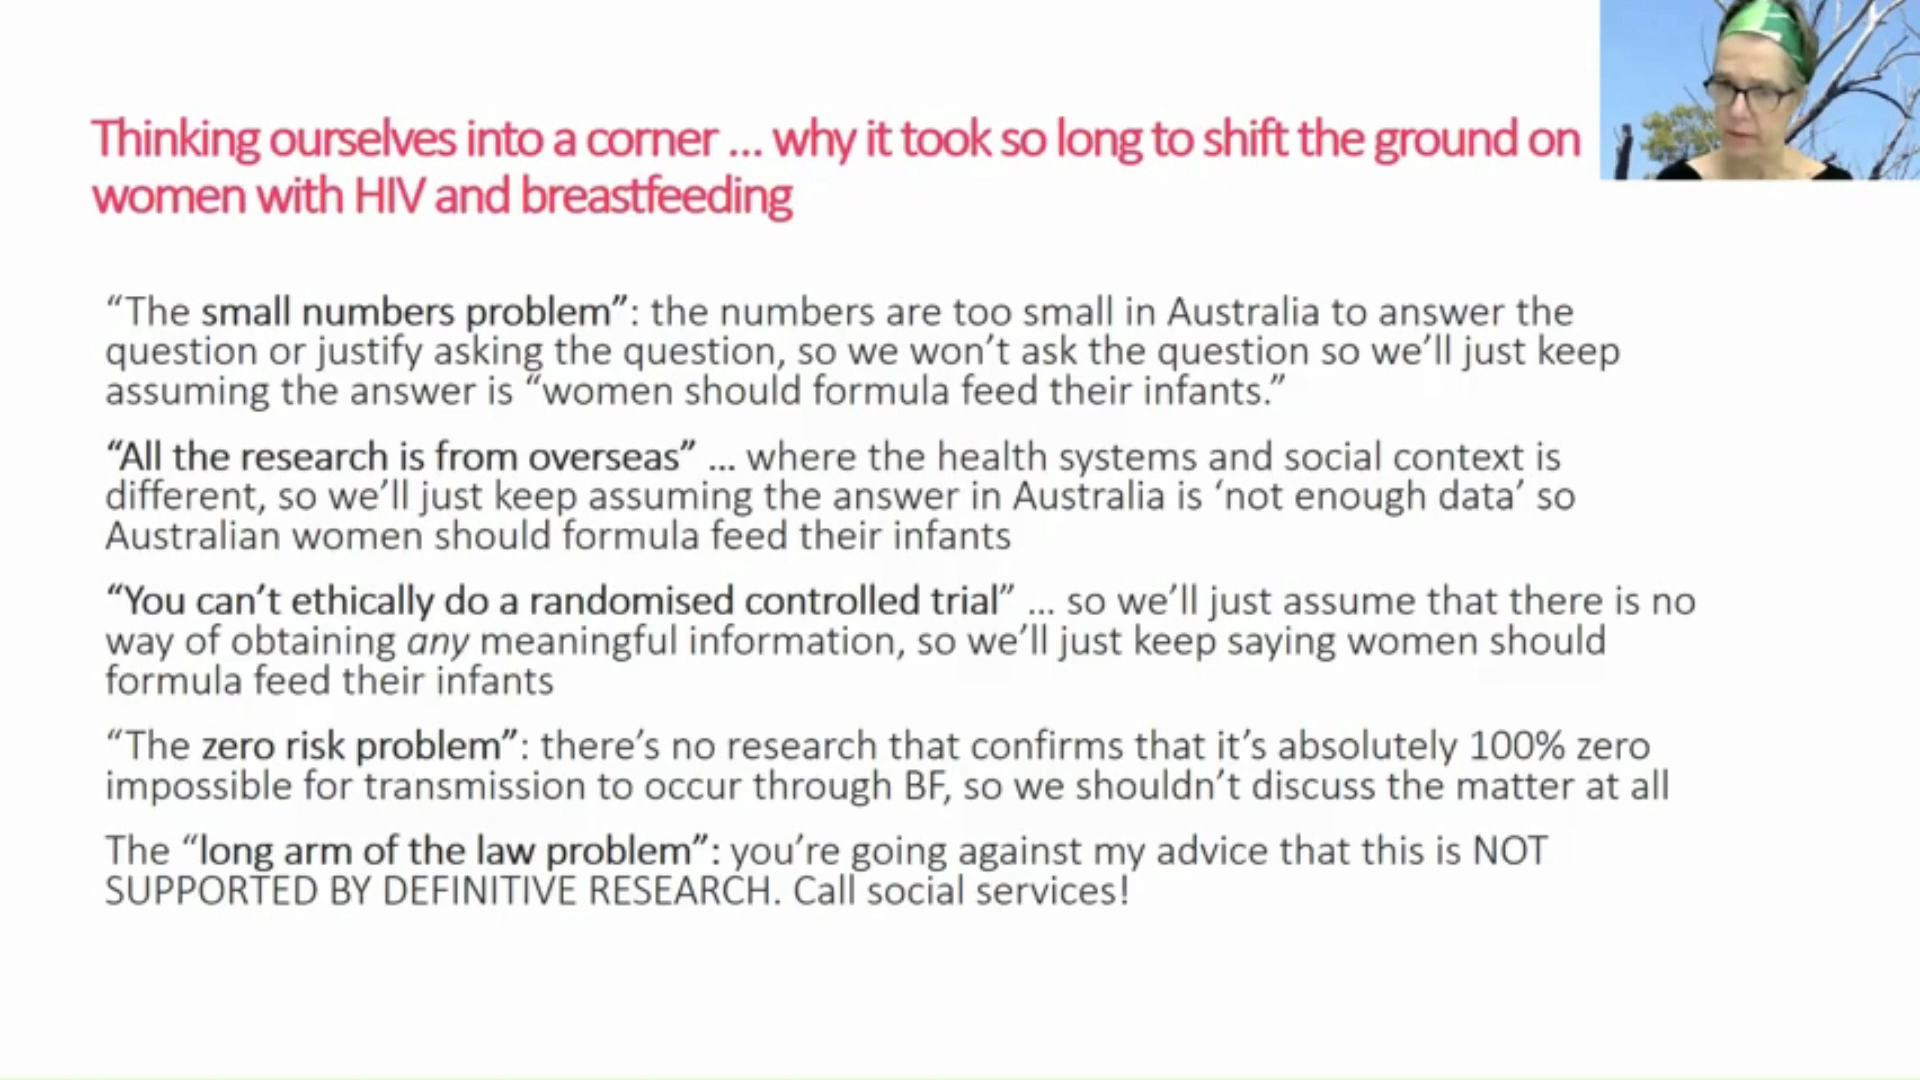 Thinking ourselves into a corner ... why it took so long to shift the ground on
women with HIV and breastfeeding
“The small numbers problem”: the numbers are too small in Australia to answer the
question or justify asking the question, so we won’t ask the question so we’ll just keep
assuming the answer is “women should formula feed their infants.”
“All the research is from overseas” ... where the health systems and social context is
different, so we’ll just keep assuming the answer in Australia is ‘not enough data’ so
Australian women should formula feed their infants
“You can’t ethically do a randomised controlled trial” ... so we’ll just assume that there is no
way of obtaining any meaningful information, so we’ll just keep saying women should
formula feed their infants
“The zero risk problem”: there’s no research that confirms that it’s absolutely 100% zero
impossible for transmission to occur through BF, so we shouldn’t discuss the matter at all
The “long arm of the law problem”: you’re going against my advice that this is NOT
SUPPORTED BY DEFINITIVE RESEARCH. Call social services!